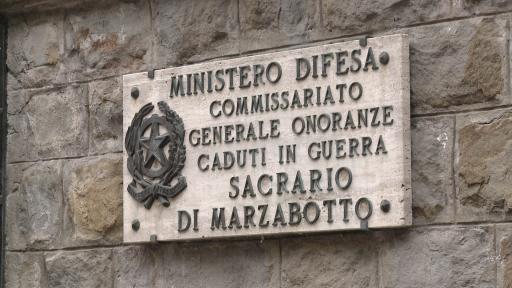 MINISTERO DIFESA
COMMISSARIATO
GENERALE ONORANZE
CADUTI IN GUERRA
SACRARIO
DI MARZABOTTO